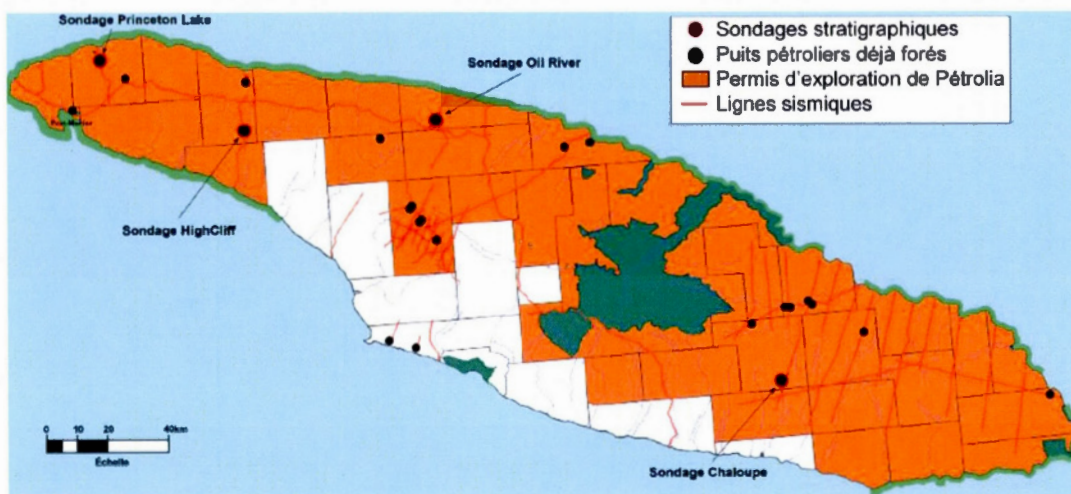 Sondage Princeton Lake
Sondages stratigraphiques
Puits pétroliers déjà forés
Permis d'exploration de Pétrolia
Lignes sismiques
Sondage Oil River
Sondage HighCliff
0 10 20 40km
Échelle
Sondage Chaloupe